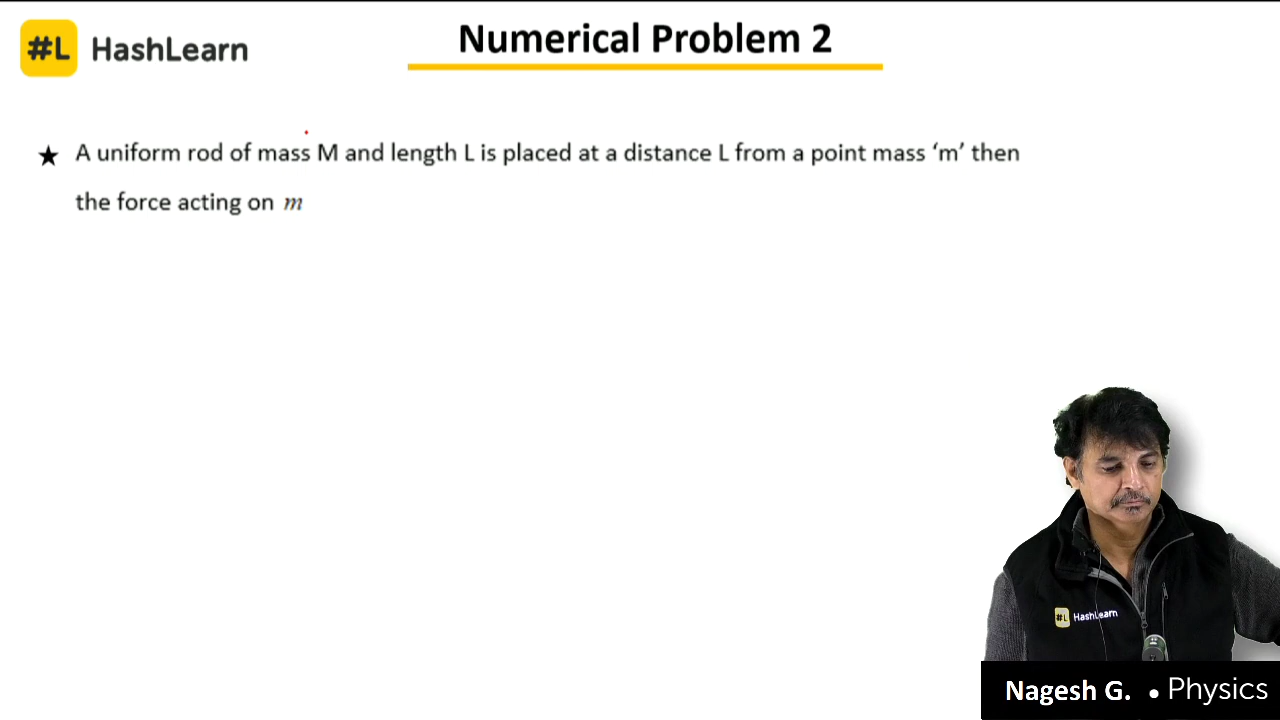 #L HashLearn
Numerical Problem 2
★ A uniform rod of mass M and length L is placed at a distance L from a point mass ‘m’ then
the force acting on m
#L HashLearn
Nagesh G. • Physics